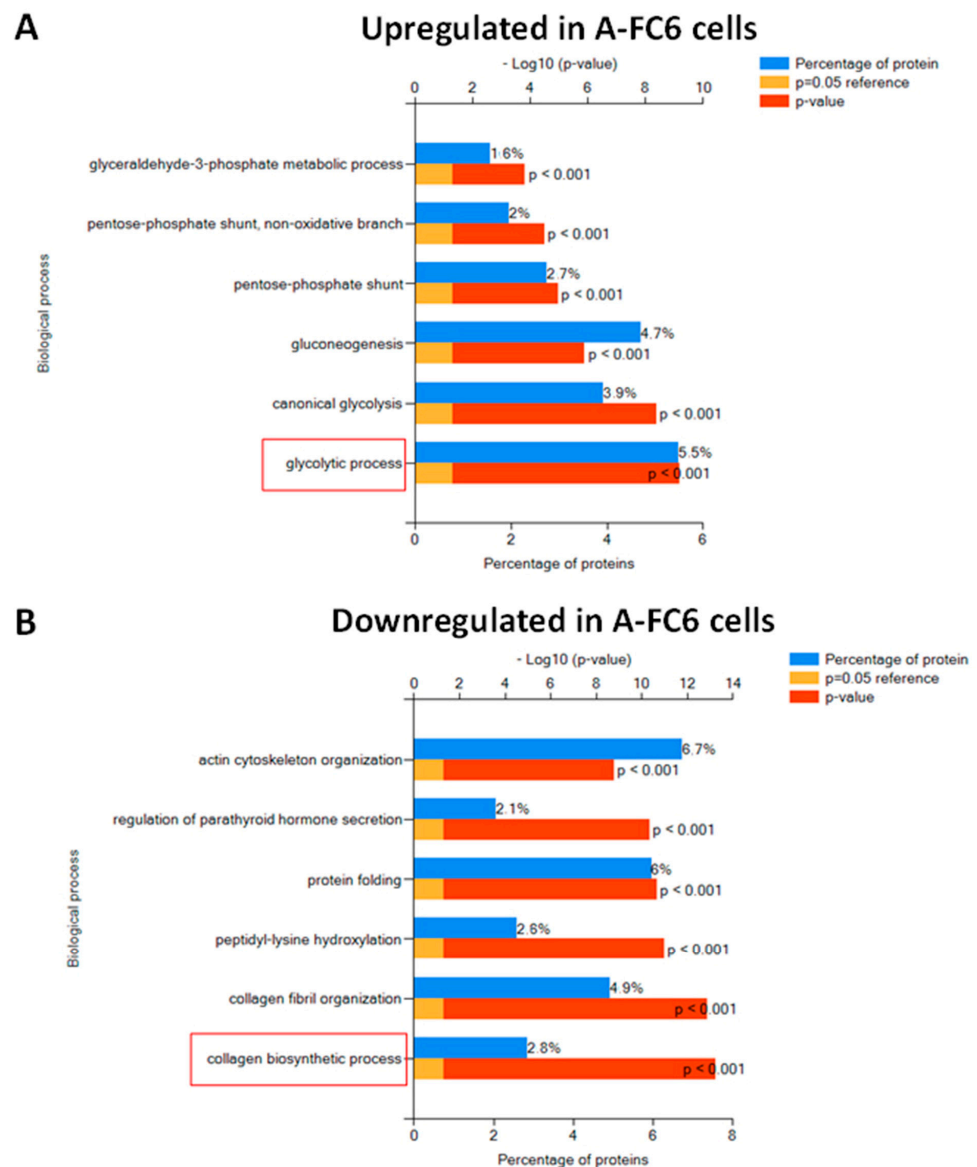 A
Upregulated in A-FC6 cells
- Log10 (p-value)
0 2 4 6 8 10
Percentage of protein
p=0.05 reference
p-value
Biological process
glyceraldehyde-3-phosphate metabolic process
1.6%
p < 0.001
pentose-phosphate shunt, non-oxidative branch
2%
p < 0.001
pentose-phosphate shunt
2.7%
p < 0.001
gluconeogenesis
4.7%
p < 0.001
canonical glycolysis
3.9%
p < 0.001
glycolytic process
5.5%
p < 0.001
0 2 4 6
Percentage of proteins
B
Downregulated in A-FC6 cells
- Log10 (p-value)
0 2 4 6 8 10 12 14
Percentage of protein
p=0.05 reference
p-value
Biological process
actin cytoskeleton organization
6.7%
p < 0.001
regulation of parathyroid hormone secretion
2.1%
p < 0.001
protein folding
6%
p < 0.001
peptidyl-lysine hydroxylation
2.6%
p < 0.001
collagen fibril organization
4.9%
p < 0.001
collagen biosynthetic process
2.8%
p < 0.001
0 2 4 6 8
Percentage of proteins